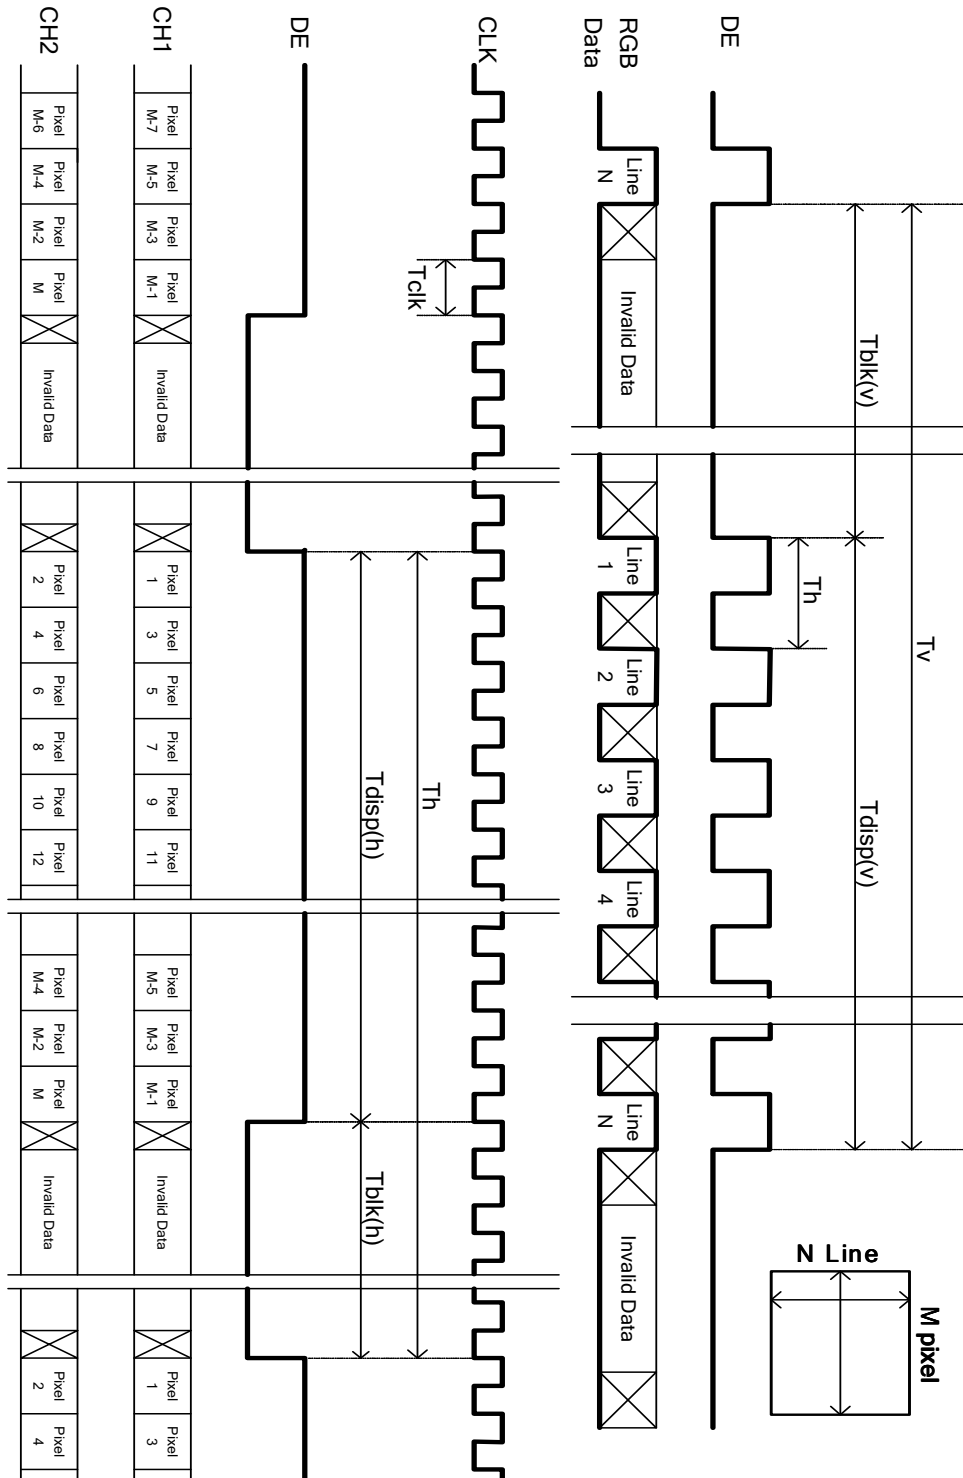 Tv
Tblk(v)
Tdisp(v)
Th
N Line
M pixel
DE
RGB
Data
Line
N
Invalid Data
Line
1
Line
2
Line
3
Line
4
Line
N
Invalid Data
CLK
Tclk
Th
Tdisp(h)
Tblk(h)
DE
CH1
Pixel
M-7
Pixel
M-5
Pixel
M-3
Pixel
M-1
Invalid Data
Pixel
1
Pixel
3
Pixel
5
Pixel
7
Pixel
9
Pixel
11
Pixel
M-5
Pixel
M-3
Pixel
M-1
Invalid Data
Pixel
1
Pixel
3
CH2
Pixel
M-6
Pixel
M-4
Pixel
M-2
Pixel
M
Invalid Data
Pixel
2
Pixel
4
Pixel
6
Pixel
8
Pixel
10
Pixel
12
Pixel
M-4
Pixel
M-2
Pixel
M
Invalid Data
Pixel
2
Pixel
4